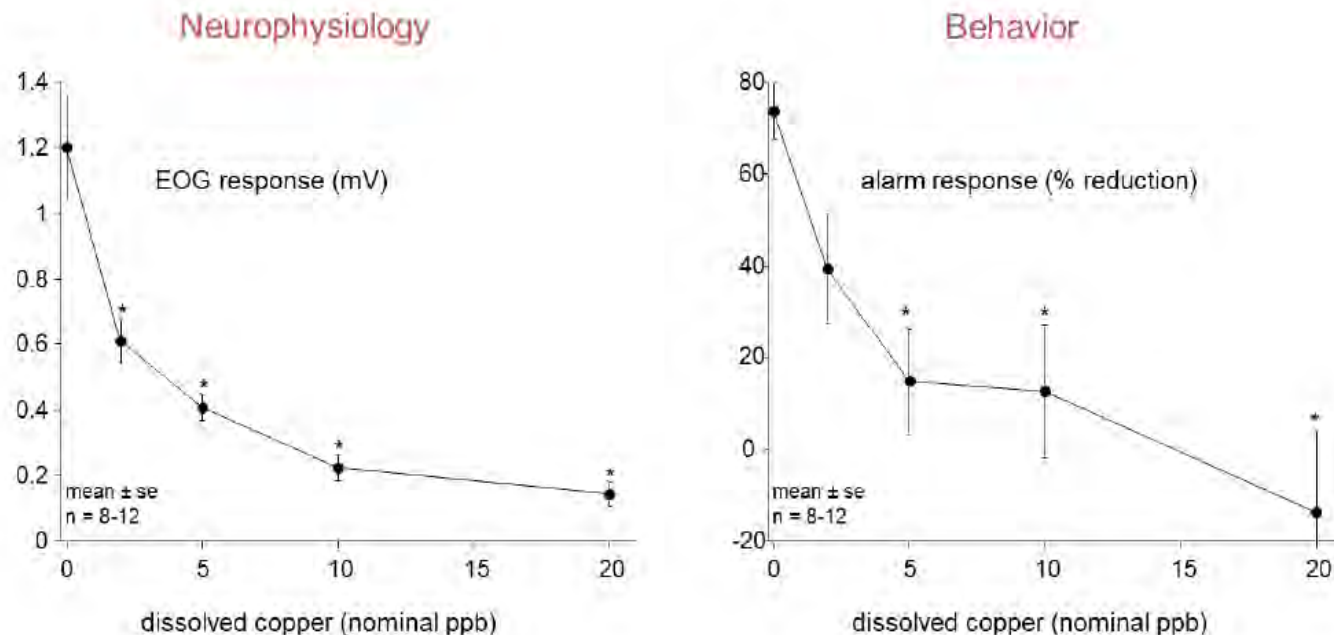 Neurophysiology
1.4
1.2
1
0.8
0.6
0.4
0.2
0
EOG response (mV)
*
*
*
*
mean ± se
n = 8-12
0 5 10 15 20
dissolved copper (nominal ppb)
Behavior
80
60
40
20
0
-20
alarm response (% reduction)
*
*
*
mean ± se
n = 8-12
0 5 10 15 20
dissolved copper (nominal ppb)